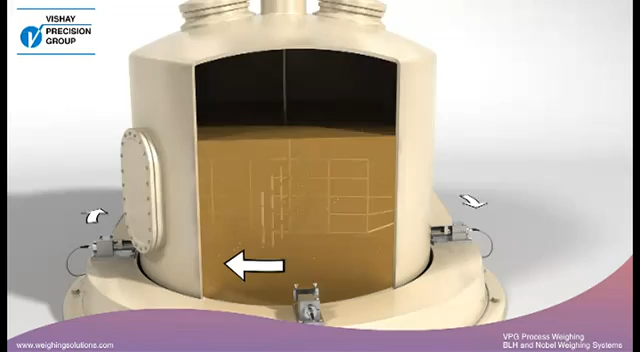 VISHAY
PRECISION
GROUP
www.weighingsolutions.com
VPG Process Weighing
BLH and Nobel Weighing Systems